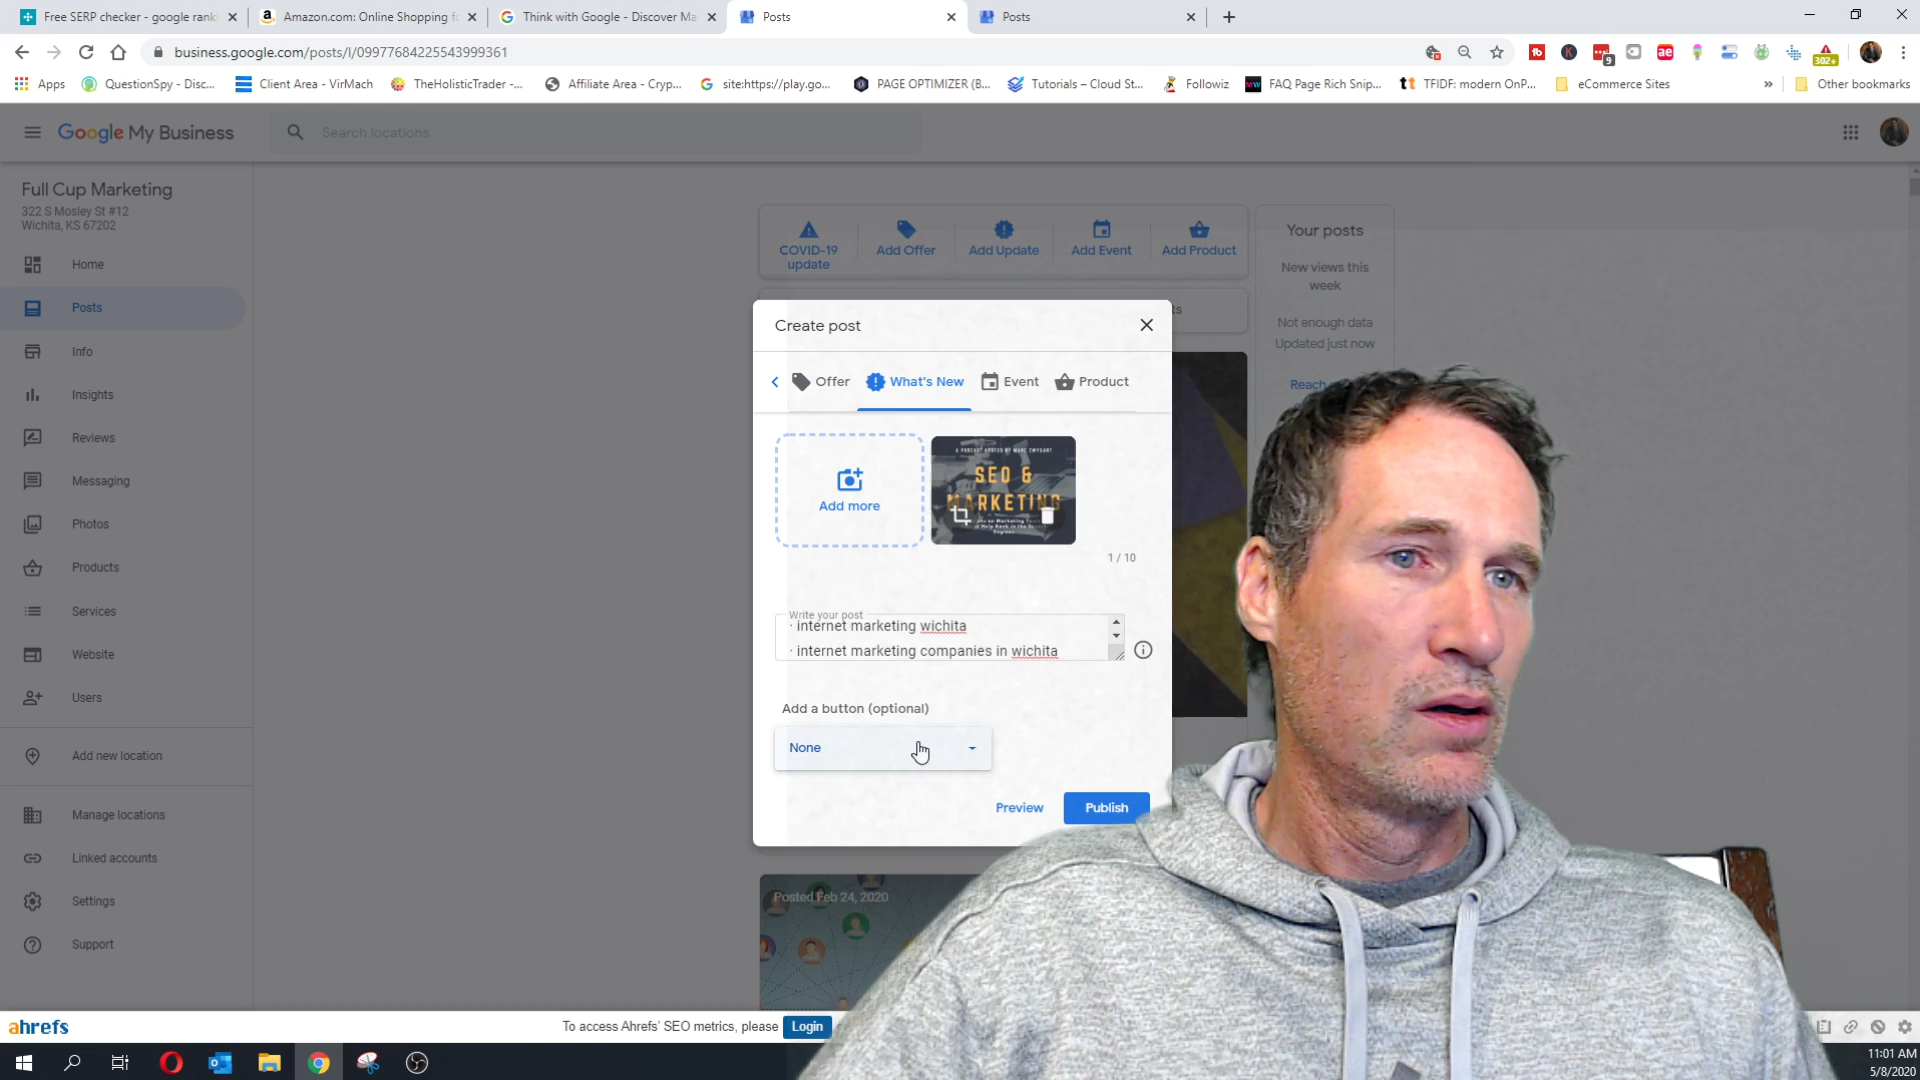 Free SERP checker - google rank
Amazon.com: Online Shopping f
Think with Google - Discover Ma
Posts
Posts
business.google.com/posts/l/09977684225543999361
9
302+
Apps
QuestionSpy - Disc...
Client Area - VirMach
TheHolisticTrader -...
Affiliate Area - Cryp...
site:https://play.go...
PAGE OPTIMIZER (B...
Tutorials – Cloud St...
Followiz
FAQ Page Rich Snip...
TFIDF: modern OnP...
eCommerce Sites
Other bookmarks
Google My Business
Search locations
Full Cup Marketing
322 S Mosley St #12
Wichita, KS 67202
Home
Posts
Info
Insights
Reviews
Messaging
Photos
Products
Services
Website
Users
Add new location
Manage locations
Linked accounts
Settings
Support
COVID-19
update
Add Offer
Add Update
Add Event
Add Product
Your posts
New views this
week
Not enough data
Updated just now
Reach
Create post
Offer
What's New
Event
Product
Add more
A PODCAST HOSTED BY MARC ZWYGART
SEO &
MARKETING
1 / 10
Write your post
· internet marketing wichita
· internet marketing companies in wichita
Add a button (optional)
None
Preview
Publish
Posted Feb 24, 2020
ahrefs
To access Ahrefs' SEO metrics, please
Login
11:01 AM
5/8/2020